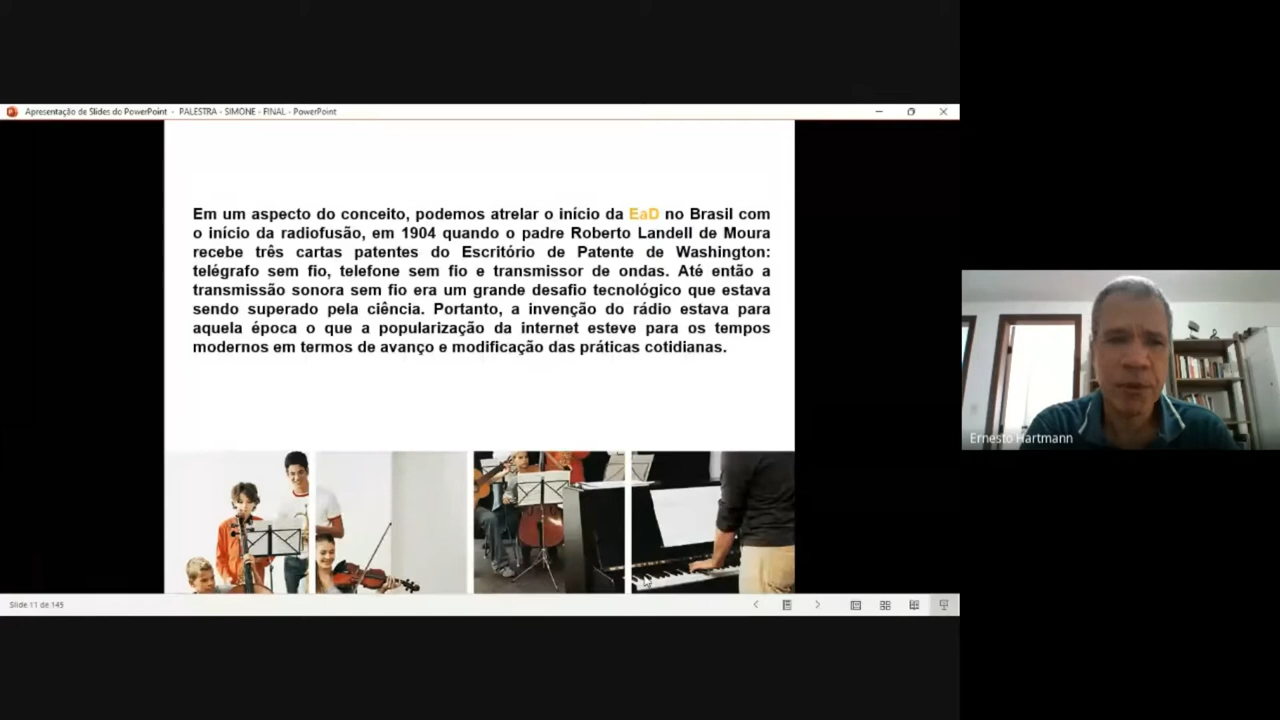 Apresentação de Slides do PowerPoint - PALESTRA - SIMONE - FINAL - PowerPoint
Em um aspecto do conceito, podemos atrelar o início da EaD no Brasil com
o início da radiofusão, em 1904 quando o padre Roberto Landell de Moura
recebe três cartas patentes do Escritório de Patente de Washington:
telégrafo sem fio, telefone sem fio e transmissor de ondas. Até então a
transmissão sonora sem fio era um grande desafio tecnológico que estava
sendo superado pela ciência. Portanto, a invenção do rádio estava para
aquela época o que a popularização da internet esteve para os tempos
modernos em termos de avanço e modificação das práticas cotidianas.
Ernesto Hartmann
Slide 11 de 145